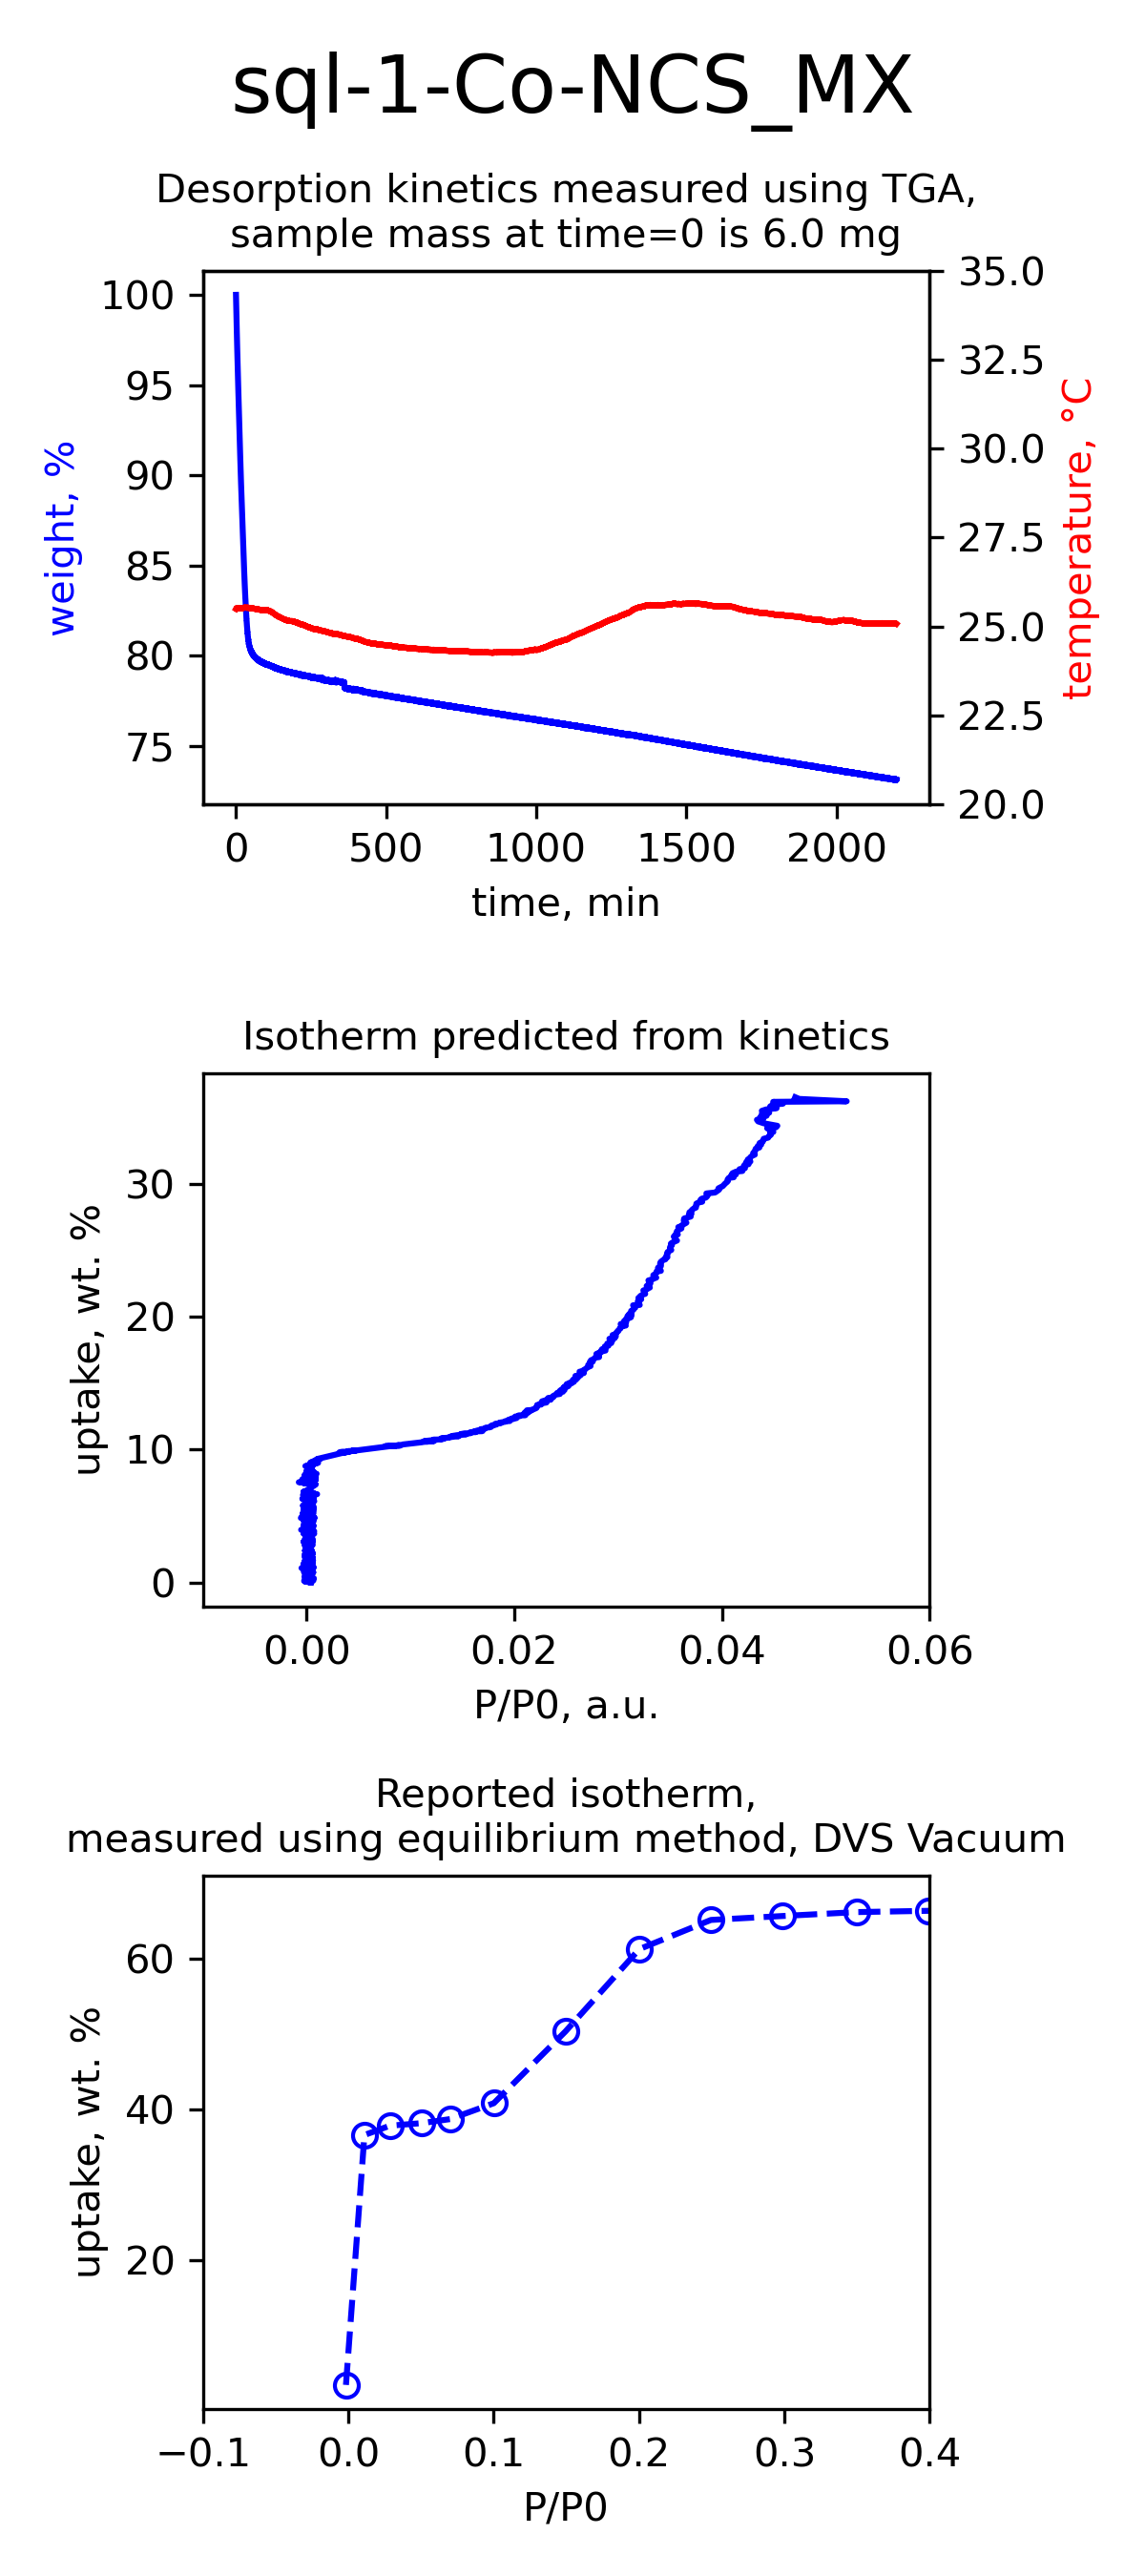 sql-1-Co-NCS_MX
Desorption kinetics measured using TGA,
sample mass at time=0 is 6.0 mg
100
95
90
85
80
75
weight, %
35.0
32.5
30.0
27.5
25.0
22.5
20.0
temperature, °C
0 500 1000 1500 2000
time, min
Isotherm predicted from kinetics
30
20
10
0
uptake, wt. %
0.00 0.02 0.04 0.06
P/P0, a.u.
Reported isotherm,
measured using equilibrium method, DVS Vacuum
60
40
20
uptake, wt. %
−0.1 0.0 0.1 0.2 0.3 0.4
P/P0